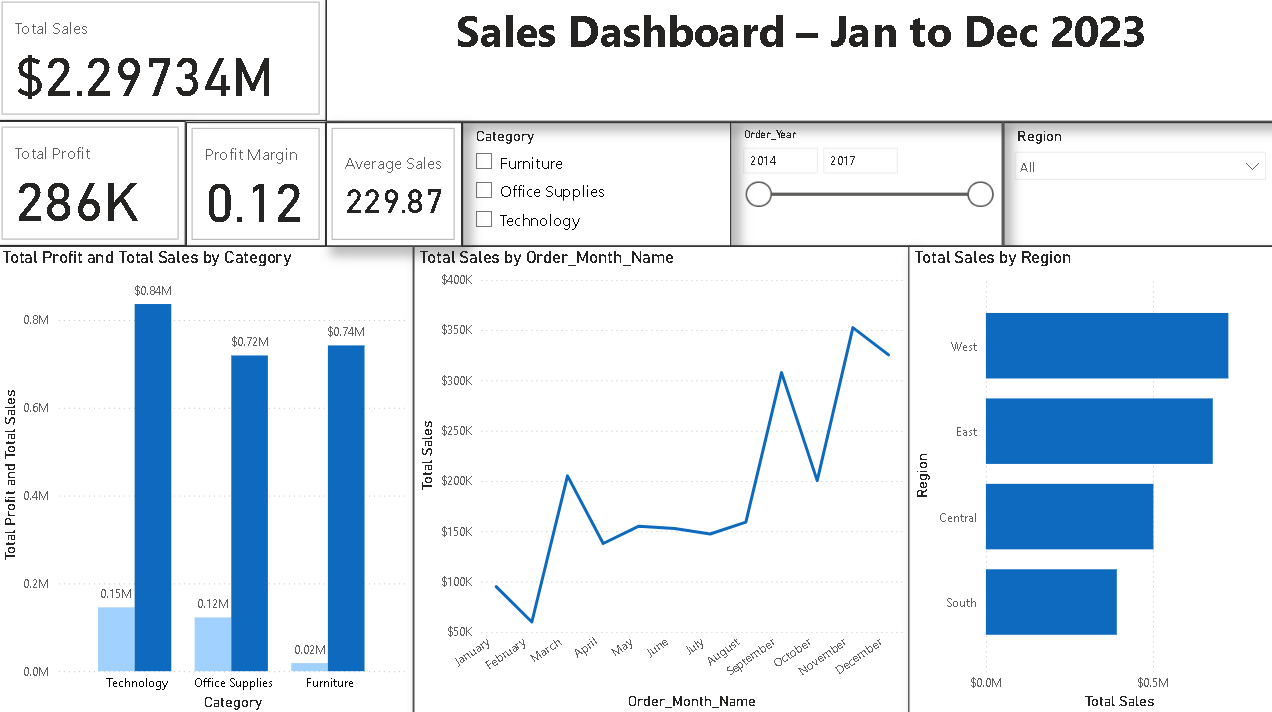 Total Sales
$2.29734M
Sales Dashboard – Jan to Dec 2023
Total Profit
286K
Profit Margin
0.12
Average Sales
229.87
Category
Furniture
Office Supplies
Technology
Order_Year
2014 2017
Region
All
Total Profit and Total Sales by Category
Total Profit and Total Sales
0.8M
0.6M
0.4M
0.2M
0.0M
$0.84M
$0.72M
$0.74M
0.15M
0.12M
0.02M
Technology Office Supplies Furniture
Category
Total Sales by Order_Month_Name
Total Sales
$400K
$350K
$300K
$250K
$200K
$150K
$100K
$50K
January February March April May June July August September October November December
Order_Month_Name
Total Sales by Region
Region
West
East
Central
South
$0.0M $0.5M
Total Sales